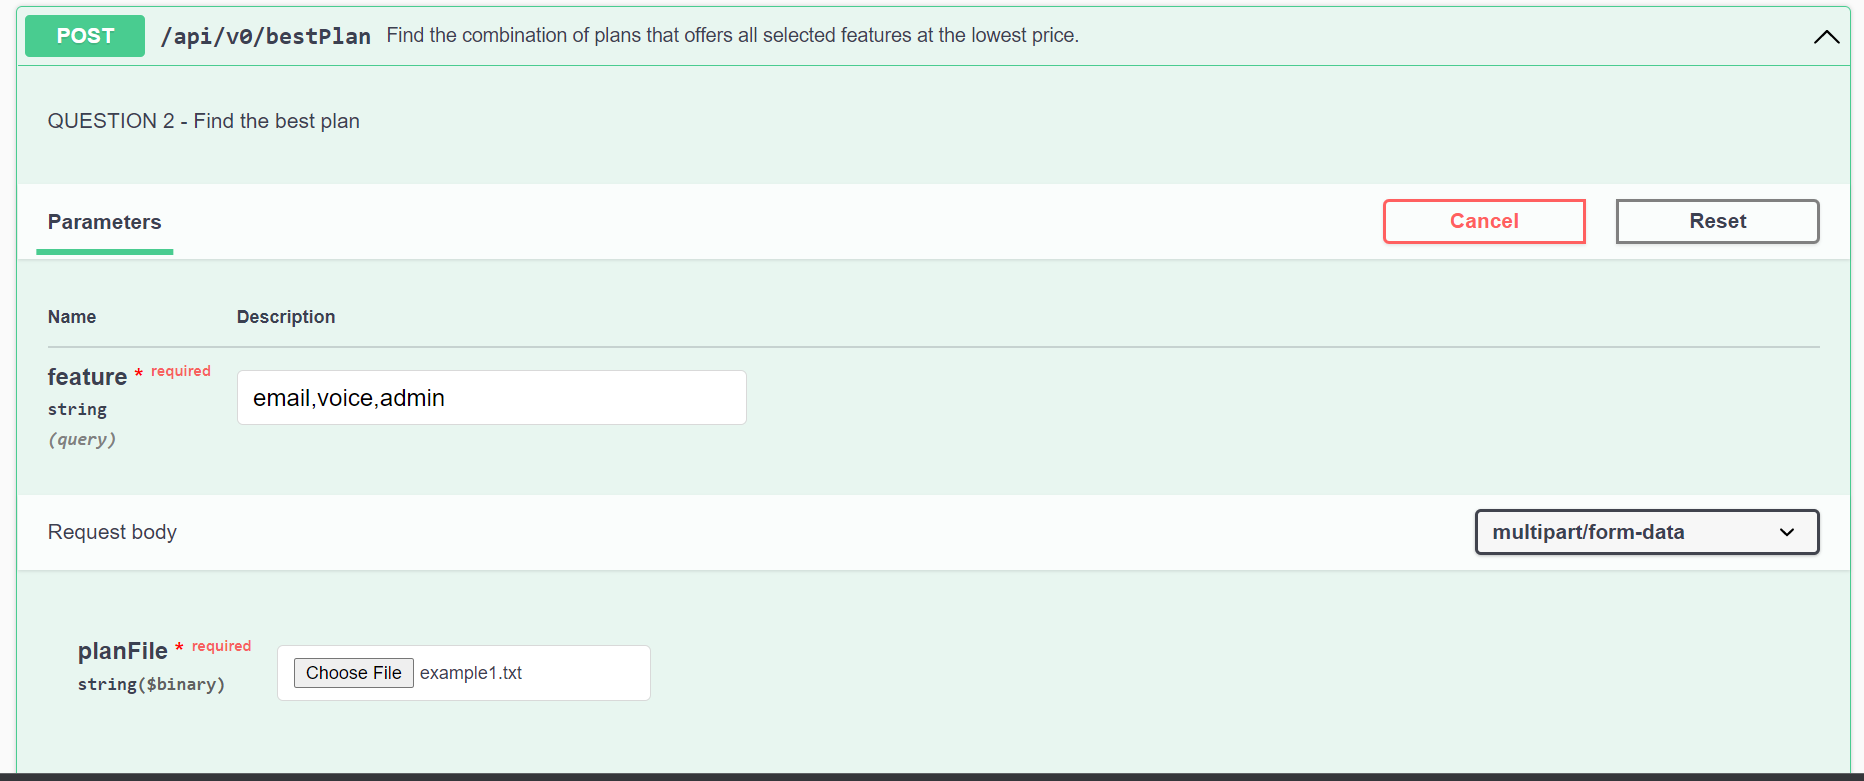 POST /api/v0/bestPlan Find the combination of plans that offers all selected features at the lowest price.
QUESTION 2 - Find the best plan
Parameters Cancel Reset
Name Description
feature * required
string
(query)
email,voice,admin
Request body multipart/form-data
planFile * required
string($binary)
Choose File example1.txt